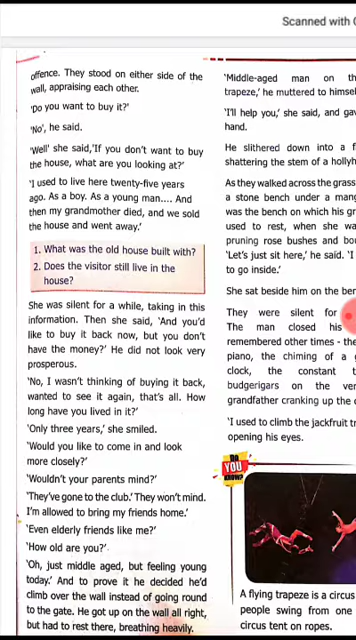 Scanned with
offence. They stood on either side of the
wall, appraising each other.
'Do you want to buy it?'
'No', he said.
'Well' she said,'If you don't want to buy
the house, what are you looking at?'
'I used to live here twenty-five years
ago. As a boy. As a young man.... And
then my grandmother died, and we sold
the house and went away.'
1. What was the old house built with?
2. Does the visitor still live in the
house?
She was silent for a while, taking in this
information. Then she said, 'And you'd
like to buy it back now, but you don't
have the money?' He did not look very
prosperous.
'No, I wasn't thinking of buying it back,
wanted to see it again, that's all. How
long have you lived in it?'
'Only three years,' she smiled.
'Would you like to come in and look
more closely?'
'Wouldn't your parents mind?'
'They've gone to the club.' They won't mind.
I'm allowed to bring my friends home.'
'Even elderly friends like me?'
'How old are you?'
'Oh, just middle aged, but feeling young
today.' And to prove it he decided he'd
climb over the wall instead of going round
to the gate. He got up on the wall all right,
but had to rest there, breathing heavily.
'Middle-aged man on th
trapeze,' he muttered to himsel
'I'll help you,' she said, and gav
hand.
He slithered down into a f
shattering the stem of a hollyh
As they walked across the grass
a stone bench under a mang
was the bench on which his gr
used to rest, when she wa
pruning rose bushes and bou
'Let's just sit here,' he said. 'I
to go inside.'
She sat beside him on the ben
They were silent for
The man closed his
remembered other times - the
piano, the chiming of a g
clock, the constant t
budgerigars on the ver
grandfather cranking up the
'I used to climb the jackfruit tr
opening his eyes.
DO
YOU
KNOW?
A flying trapeze is a circus
people swing from one
circus tent on ropes.